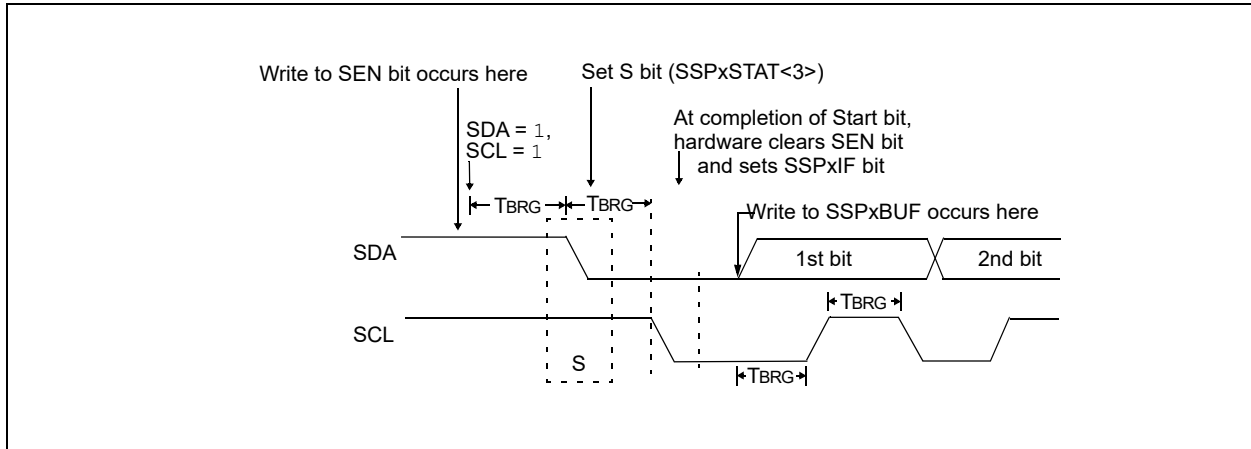 Write to SEN bit occurs here
Set S bit (SSPxSTAT<3>)
SDA = 1,
SCL = 1
At completion of Start bit,
hardware clears SEN bit
and sets SSPxIF bit
TBRG
TBRG
Write to SSPxBUF occurs here
SDA
1st bit
2nd bit
TBRG
SCL
S
TBRG